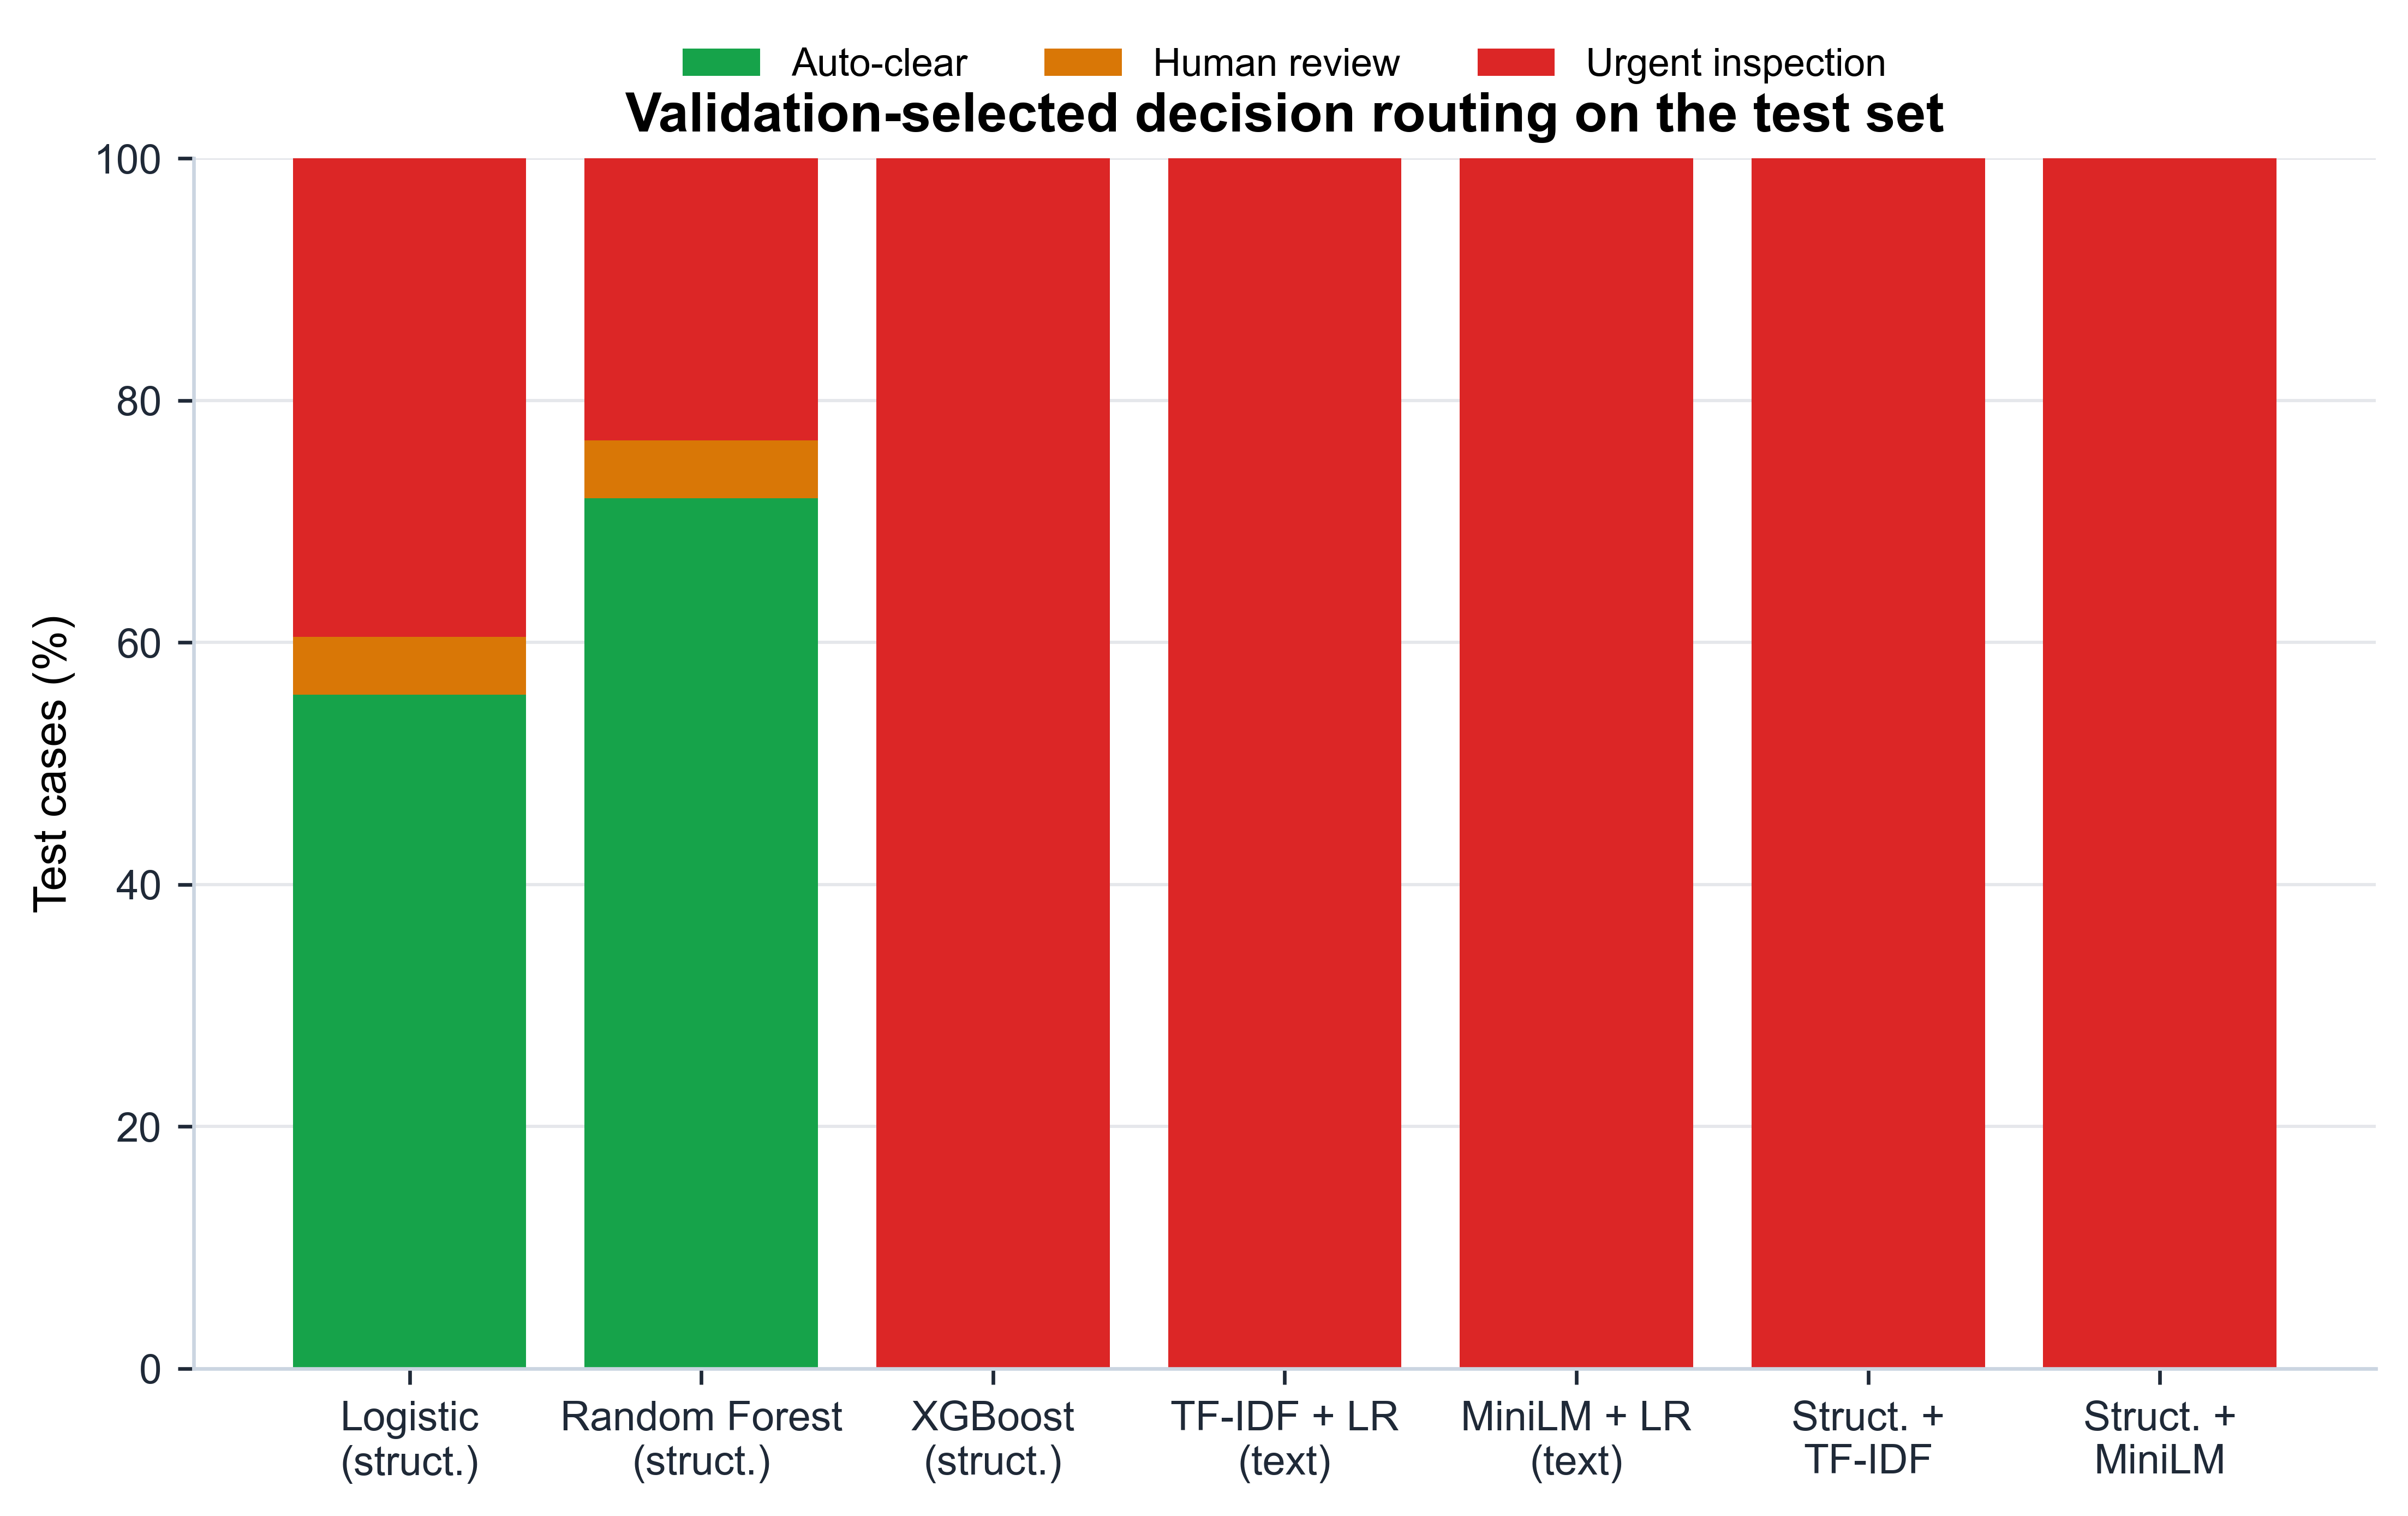 Auto-clear Human review Urgent inspection
Validation-selected decision routing on the test set
100
80
60
40
20
0
Test cases (%)
Logistic
(struct.)
Random Forest
(struct.)
XGBoost
(struct.)
TF-IDF + LR
(text)
MiniLM + LR
(text)
Struct. +
TF-IDF
Struct. +
MiniLM